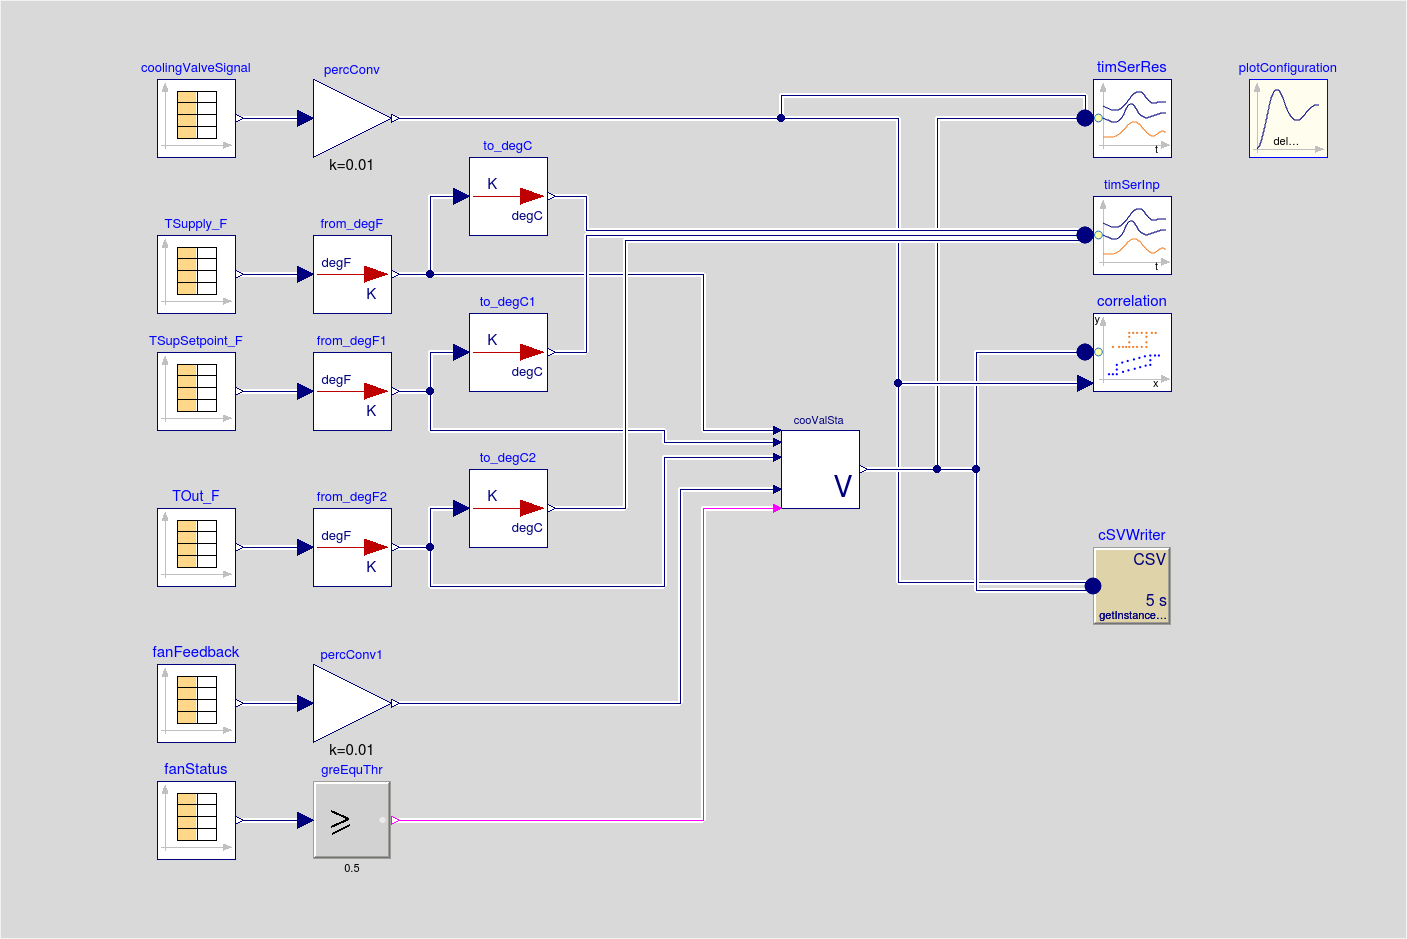 coolingValveSignal
percConv
k=0.01
timSerRes
t
plotConfiguration
del...
to_degC
K
degC
timSerInp
t
TSupply_F
from_degF
degF
K
to_degC1
K
degC
correlation
y
x
TSupSetpoint_F
from_degF1
degF
K
cooValSta
V
to_degC2
K
degC
TOut_F
from_degF2
degF
K
cSVWriter
CSV
5 s
getInstance...
fanFeedback
percConv1
k=0.01
fanStatus
greEquThr
≥
0.5